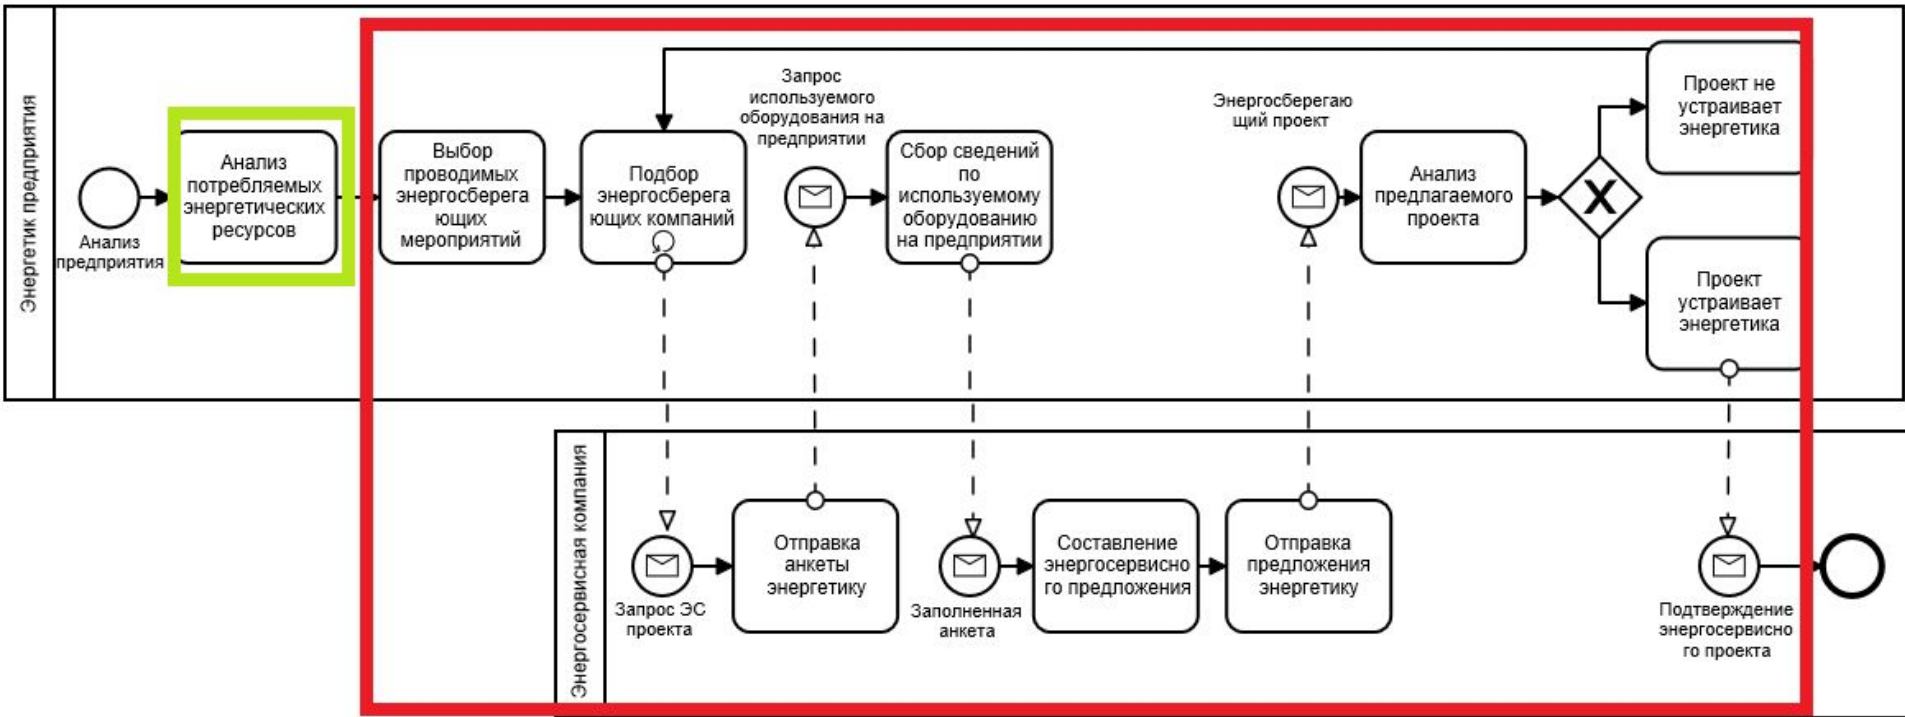 Энергетик предприятия
Анализ
предприятия
Анализ
потребляемых
энергетических
ресурсов
Выбор
проводимых
энергосберега
ющих
мероприятий
Подбор
энергосберега
ющих компаний
Запрос
используемого
оборудования на
предприятии
Сбор сведений
по
используемому
оборудованию
на предприятии
Энергосберегаю
щий проект
Анализ
предлагаемого
проекта
Проект не
устраивает
энергетика
Проект
устраивает
энергетика
Энергосервисная компания
Запрос ЭС
проекта
Отправка
анкеты
энергетику
Заполненная
анкета
Составление
энергосервисно
го предложения
Отправка
предложения
энергетику
Подтверждение
энергосервисно
го проекта